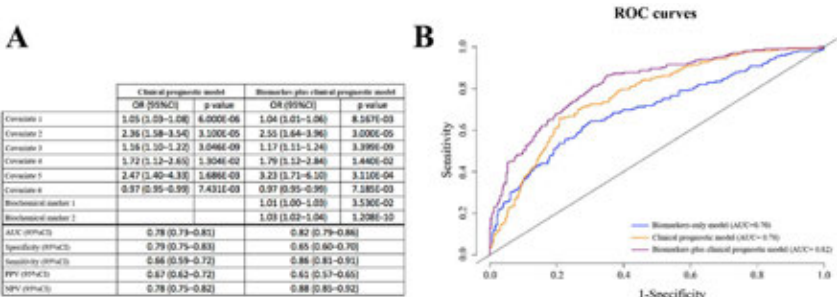 A
Clinical prognostic model Biomarkes plus clinical prognostic model
OR (95%CI) p value OR (95%CI) p value
Covariate 1 1.05 (1.03–1.08) 6.000E-06 1.04 (1.01–1.06) 8.167E-03
Covariate 2 2.36 (1.58–3.54) 3.100E-05 2.55 (1.64–3.96) 3.000E-05
Covariate 3 1.16 (1.10–1.22) 3.046E-09 1.17 (1.11–1.24) 3.399E-09
Covariate 4 1.72 (1.12–2.65) 1.304E-02 1.79 (1.12–2.84) 1.440E-02
Covariate 5 2.47 (1.40–4.33) 1.686E-03 3.23 (1.71–6.10) 3.110E-04
Covariate 6 0.97 (0.95–0.99) 7.431E-03 0.97 (0.95–0.99) 7.185E-03
Biochemical marker 1 1.01 (1.00–1.03) 3.530E-02
Biochemical marker 2 1.03 (1.02–1.04) 1.208E-10
AUC (95%CI) 0.78 (0.73–0.81) 0.82 (0.79–0.86)
Specificity (95%CI) 0.79 (0.75–0.83) 0.65 (0.60–0.70)
Sensitivity (95%CI) 0.66 (0.59–0.72) 0.86 (0.81–0.91)
PPV (95%CI) 0.67 (0.62–0.72) 0.61 (0.57–0.65)
NPV (95%CI) 0.78 (0.75–0.82) 0.88 (0.85–0.92)
B
ROC curves
Sensitivity
1.0
0.8
0.6
0.4
0.2
0.0
Biomarkers-only model (AUC=0.70)
Clinical prognostic model (AUC= 0.78)
Biomarkers plus clinical prognostic model (AUC= 0.82)
0.0 0.2 0.4 0.6 0.8 1.0
1-Specificity